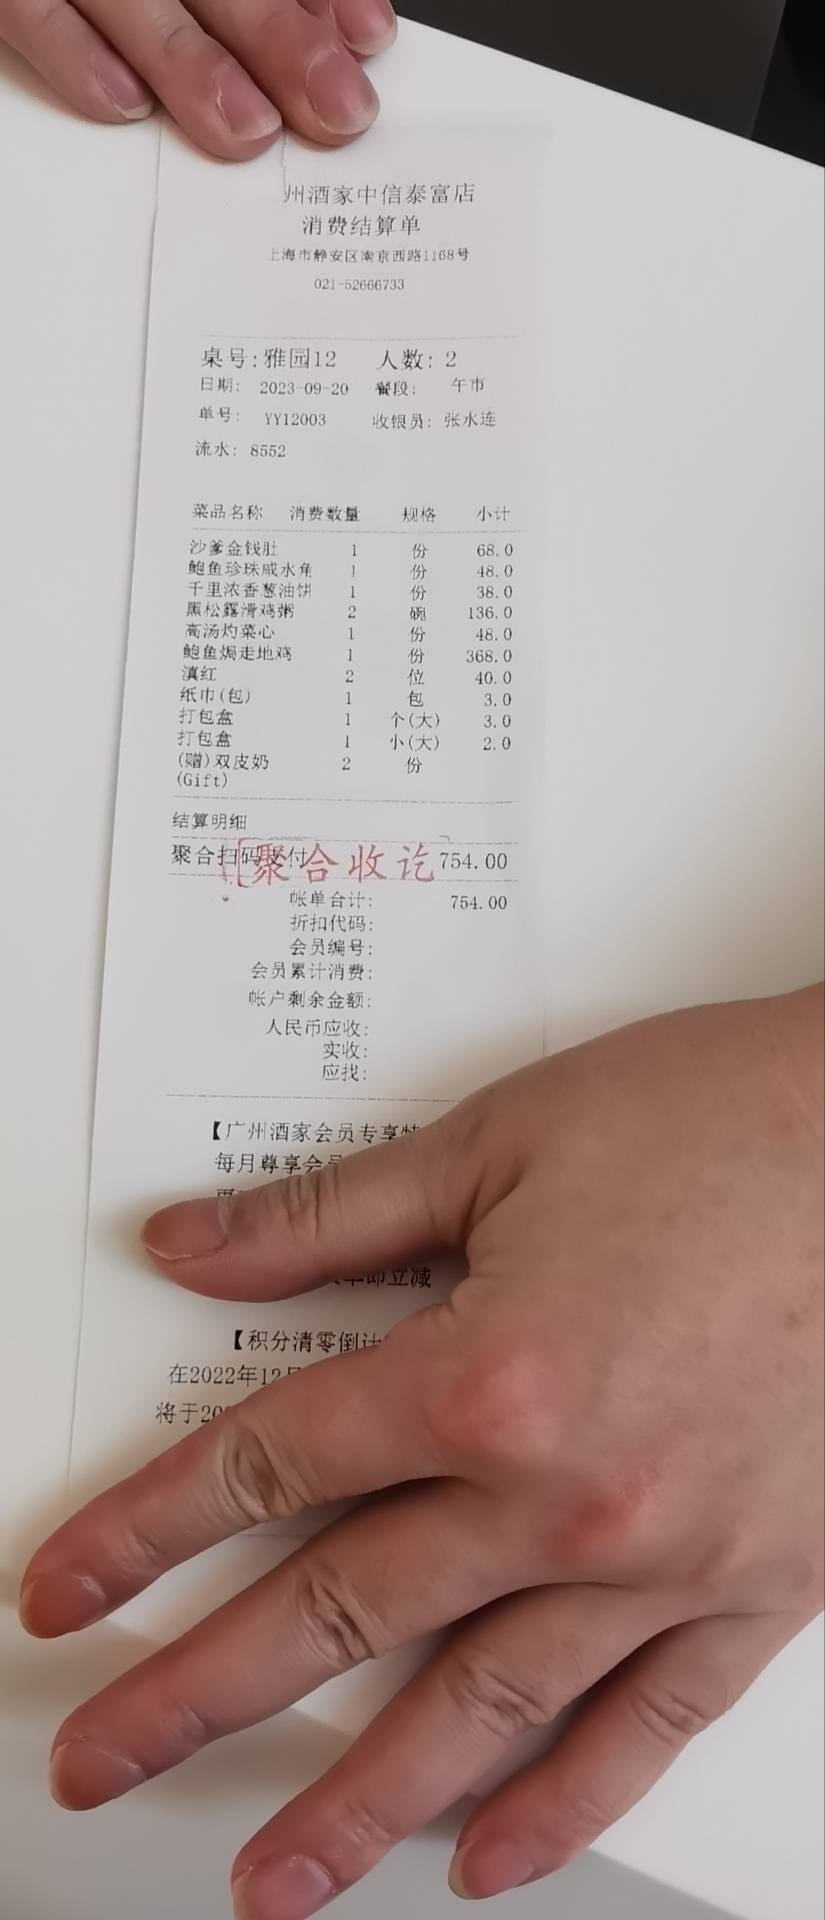 州酒家中信泰富店
消费结算单
上海市静安区南京西路1168号
021-52666733
桌号:雅园12 人数: 2
日期: 2023-09-20 餐段: 午市
单号: YY12003 收银员: 张水连
流水: 8552
菜品名称 消费数量 规格 小计
沙爹金钱肚 1 份 68.0
鲍鱼珍珠咸水角 1 份 48.0
千里浓香葱油饼 1 份 38.0
黑松露滑鸡粥 2 碗 136.0
高汤灼菜心 1 份 48.0
鲍鱼焗走地鸡 1 份 368.0
滇红 2 位 40.0
纸巾(包) 1 包 3.0
打包盒 1 个(大) 3.0
打包盒 1 小(大) 2.0
(赠)双皮奶 2 份
(Gift)
结算明细
聚合扫码支付 754.00
聚合收讫
帐单合计: 754.00
折扣代码:
会员编号:
会员累计消费:
帐户剩余金额:
人民币应收:
实收:
应找:
【广州酒家会员专享特
每月尊享会员
即立减
【积分清零倒计
在2022年12月
将于20